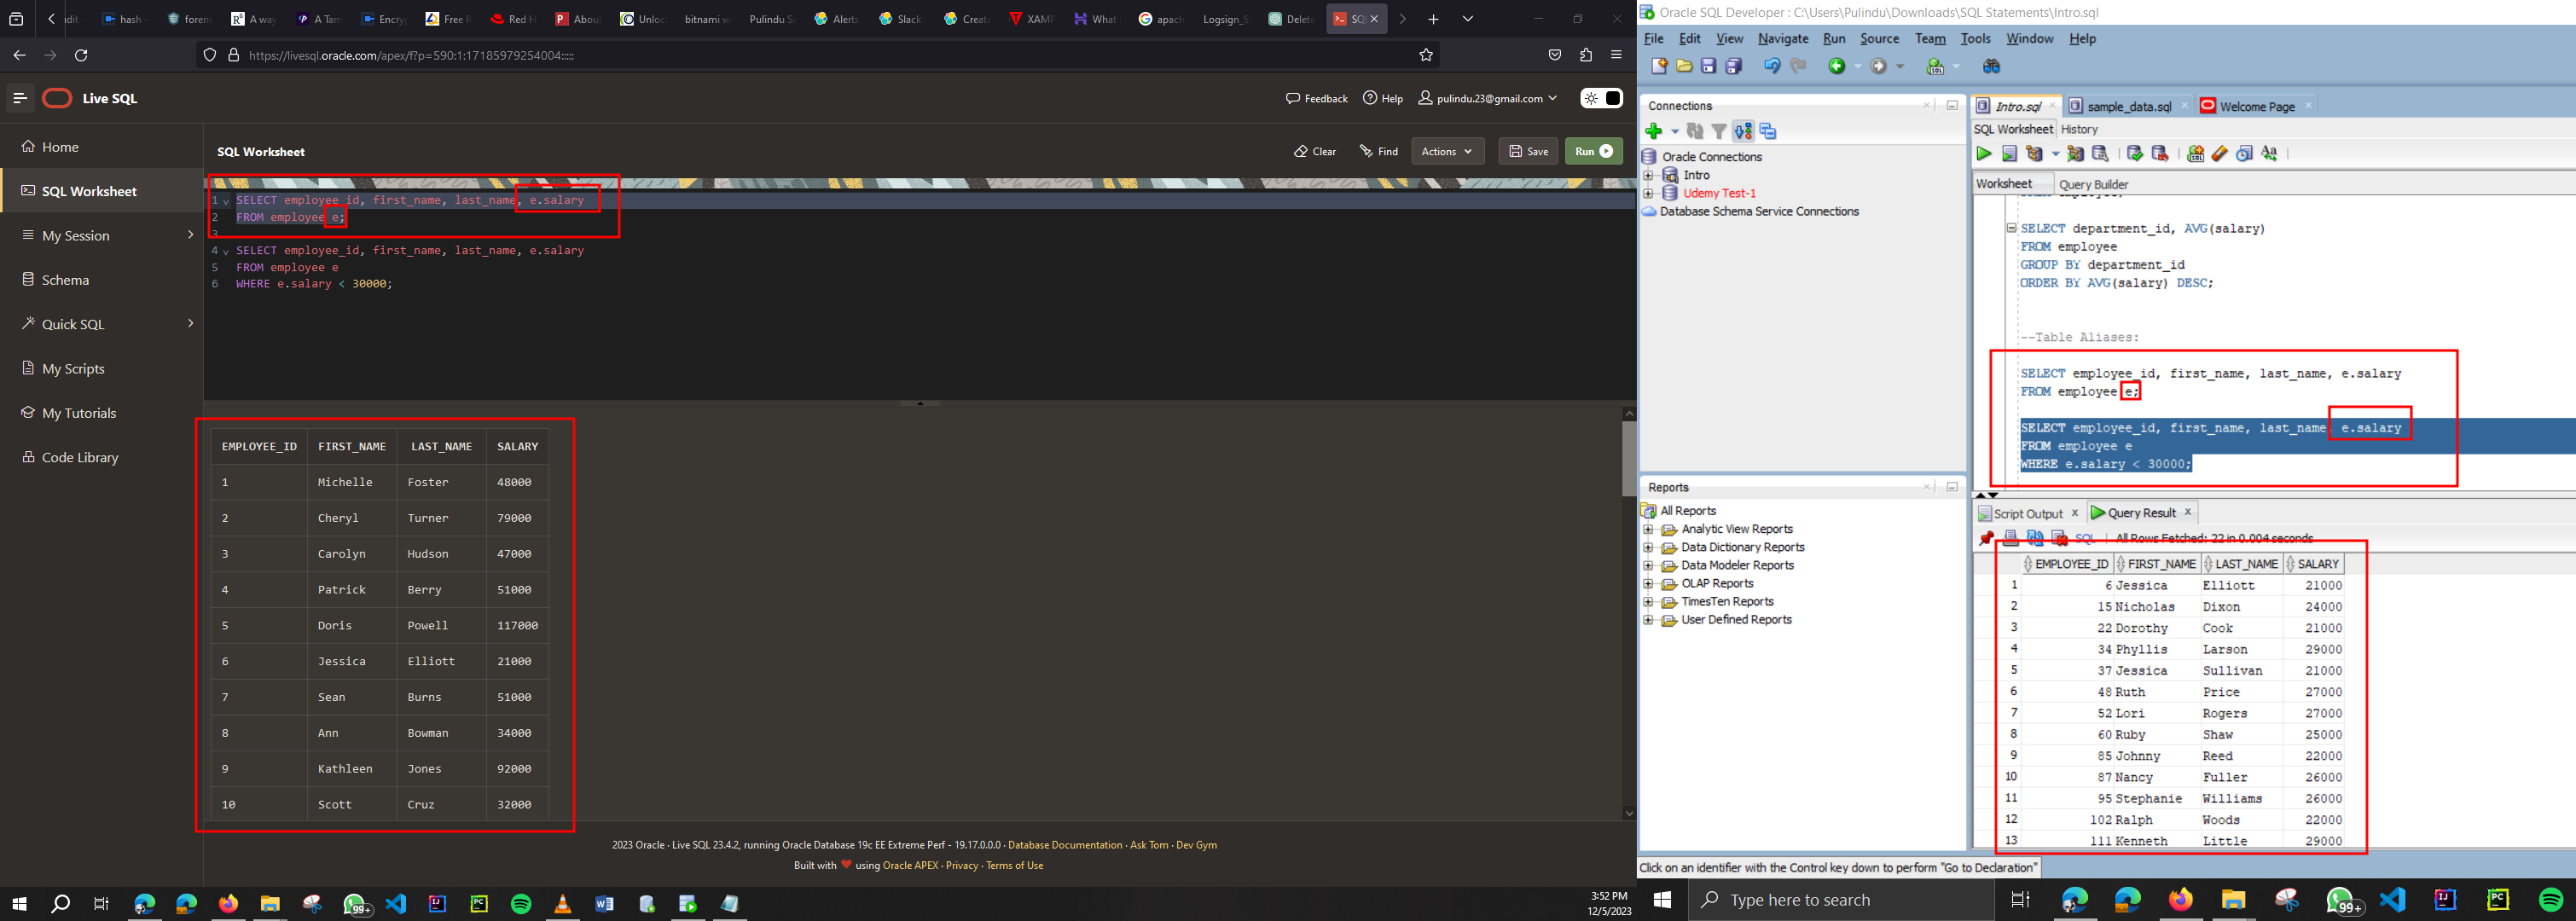 dit
hash
foren
A way
A Tam
Encry
Free R
Red H
About
Unloc
bitnami w
Pulindu Sa
Alerts
Slack
Creat
XAMP
What
apach
Logsign_S
Delete
SQL
https://livesql.oracle.com/apex/f?p=590:1:17185979254004:::::
Live SQL
Feedback
Help
pulindu.23@gmail.com
Home
SQL Worksheet
My Session
Schema
Quick SQL
My Scripts
My Tutorials
Code Library
SQL Worksheet
Clear
Find
Actions
Save
Run
1 SELECT employee_id, first_name, last_name, e.salary
2 FROM employee e;
3
4 SELECT employee_id, first_name, last_name, e.salary
5 FROM employee e
6 WHERE e.salary < 30000;
EMPLOYEE_ID FIRST_NAME LAST_NAME SALARY
1 Michelle Foster 48000
2 Cheryl Turner 79000
3 Carolyn Hudson 47000
4 Patrick Berry 51000
5 Doris Powell 117000
6 Jessica Elliott 21000
7 Sean Burns 51000
8 Ann Bowman 34000
9 Kathleen Jones 92000
10 Scott Cruz 32000
2023 Oracle · Live SQL 23.4.2, running Oracle Database 19c EE Extreme Perf - 19.17.0.0.0 · Database Documentation · Ask Tom · Dev Gym
Built with ❤ using Oracle APEX · Privacy · Terms of Use
99+
3:52 PM
12/5/2023
Oracle SQL Developer : C:\Users\Pulindu\Downloads\SQL Statements\Intro.sql
File Edit View Navigate Run Source Team Tools Window Help
Connections
Oracle Connections
Intro
Udemy Test-1
Database Schema Service Connections
Reports
All Reports
Analytic View Reports
Data Dictionary Reports
Data Modeler Reports
OLAP Reports
TimesTen Reports
User Defined Reports
Intro.sql
sample_data.sql
Welcome Page
SQL Worksheet History
Worksheet Query Builder
SELECT department_id, AVG(salary)
FROM employee
GROUP BY department_id
ORDER BY AVG(salary) DESC;
--Table Aliases:
SELECT employee_id, first_name, last_name, e.salary
FROM employee e;
SELECT employee_id, first_name, last_name, e.salary
FROM employee e
WHERE e.salary < 30000;
Script Output
Query Result
SQL | All Rows Fetched: 22 in 0.004 seconds
EMPLOYEE_ID FIRST_NAME LAST_NAME SALARY
1 6 Jessica Elliott 21000
2 15 Nicholas Dixon 24000
3 22 Dorothy Cook 21000
4 34 Phyllis Larson 29000
5 37 Jessica Sullivan 21000
6 48 Ruth Price 27000
7 52 Lori Rogers 27000
8 60 Ruby Shaw 25000
9 85 Johnny Reed 22000
10 87 Nancy Fuller 26000
11 95 Stephanie Williams 26000
12 102 Ralph Woods 22000
13 111 Kenneth Little 29000
Click on an identifier with the Control key down to perform "Go to Declaration"
Type here to search
99+